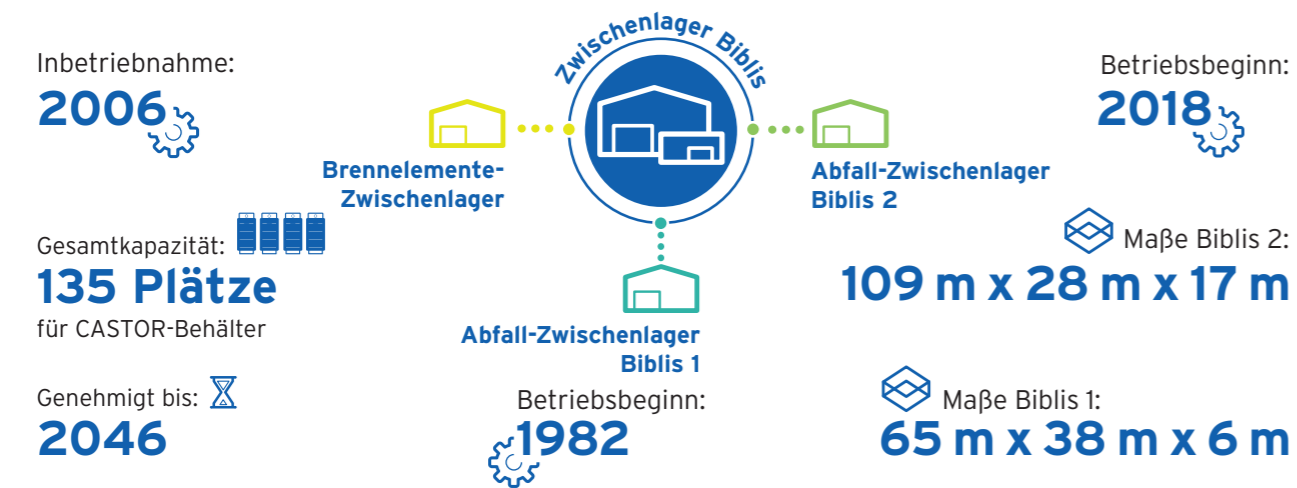 Zwischenlager Biblis
Inbetriebnahme:
2006
Brennelemente-
Zwischenlager
Gesamtkapazität:
135 Plätze
für CASTOR-Behälter
Genehmigt bis:
2046
Abfall-Zwischenlager
Biblis 1
Betriebsbeginn:
1982
Betriebsbeginn:
2018
Abfall-Zwischenlager
Biblis 2
Maße Biblis 2:
109 m x 28 m x 17 m
Maße Biblis 1:
65 m x 38 m x 6 m